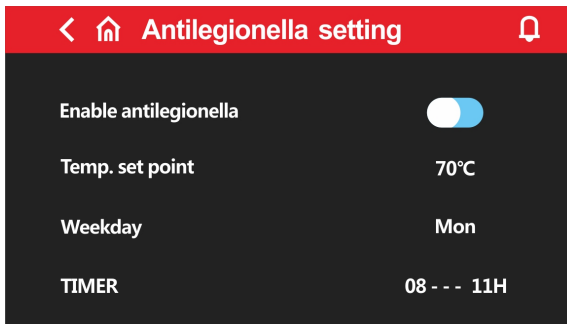 Antilegionella setting
Enable antilegionella
Temp. set point 70℃
Weekday Mon
TIMER 08 - - - 11H